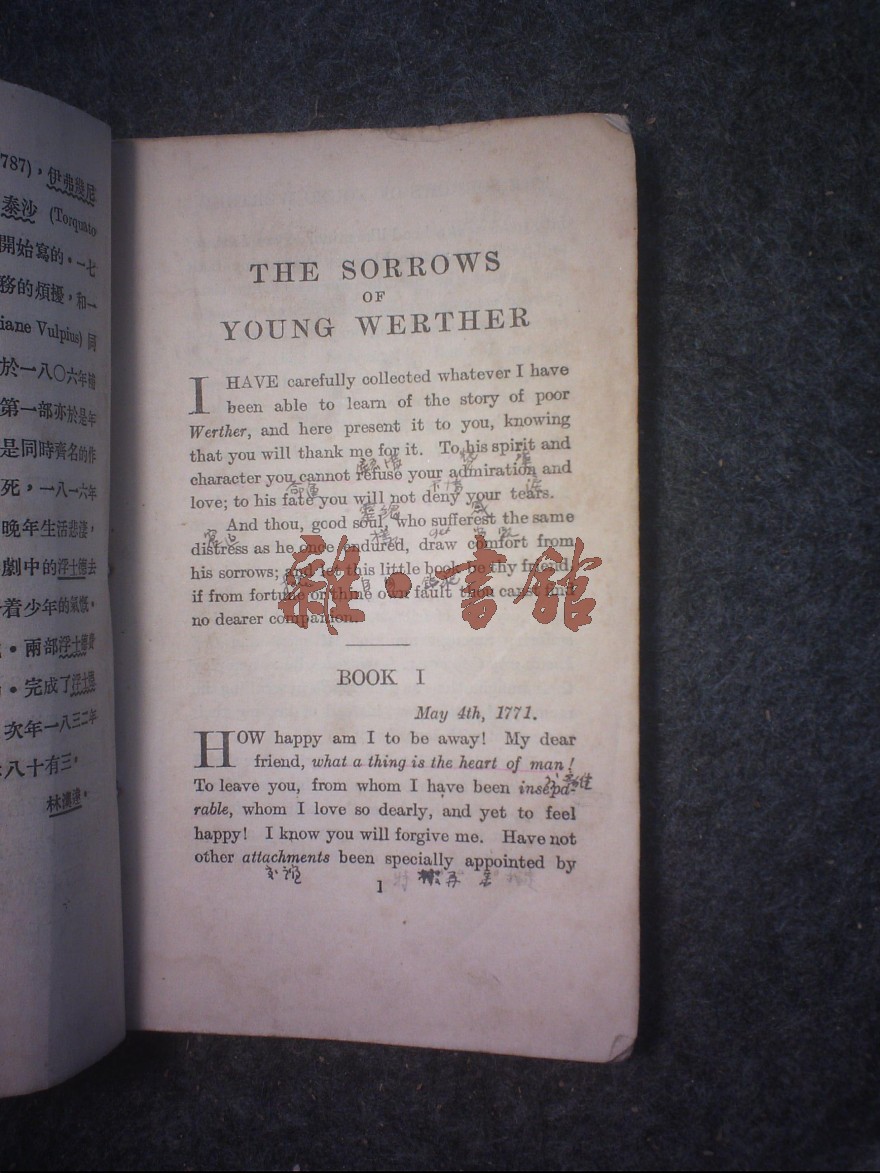 787)，伊弗幾尼
泰沙 (Torquato
開始寫的。一七
務的煩擾，和一
iane Vulpius) 同
於一八〇六年
第一部亦於是年
是同時齊名的作
死，一八一六年
晚年生活悲淒，
劇中的浮士德去
着少年的氣慨，
兩部浮士德
完成了浮士德
次年一八三二年
八十有三。
林漢達。
THE SORROWS
OF
YOUNG WERTHER
I HAVE carefully collected whatever I have
been able to learn of the story of poor
Werther, and here present it to you, knowing
that you will thank me for it. To his spirit and
character you cannot refuse your admiration and
love; to his fate you will not deny your tears.
And thou, good soul, who sufferest the same
distress as he once endured, draw comfort from
his sorrows; and let this little book be thy friend,
if from fortune or thine own fault thou canst find
no dearer companion.
雜·書館
BOOK I
May 4th, 1771.
HOW happy am I to be away! My dear
friend, what a thing is the heart of man!
To leave you, from whom I have been insepa-
rable, whom I love so dearly, and yet to feel
happy! I know you will forgive me. Have not
other attachments been specially appointed by
1